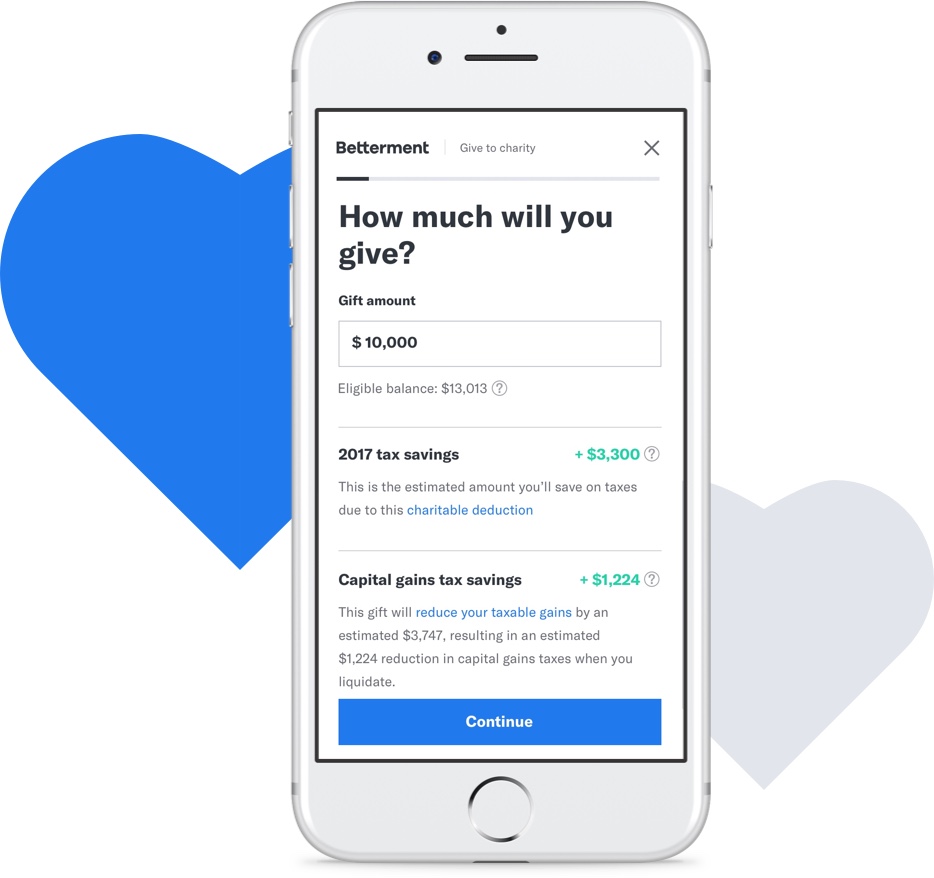 Betterment
Give to charity
How much will you
give?
Gift amount
$ 10,000
Eligible balance: $13,013 ?
2017 tax savings
+ $3,300 ?
This is the estimated amount you'll save on taxes
due to this charitable deduction
Capital gains tax savings
+ $1,224 ?
This gift will reduce your taxable gains by an
estimated $3,747, resulting in an estimated
$1,224 reduction in capital gains taxes when you
liquidate.
Continue